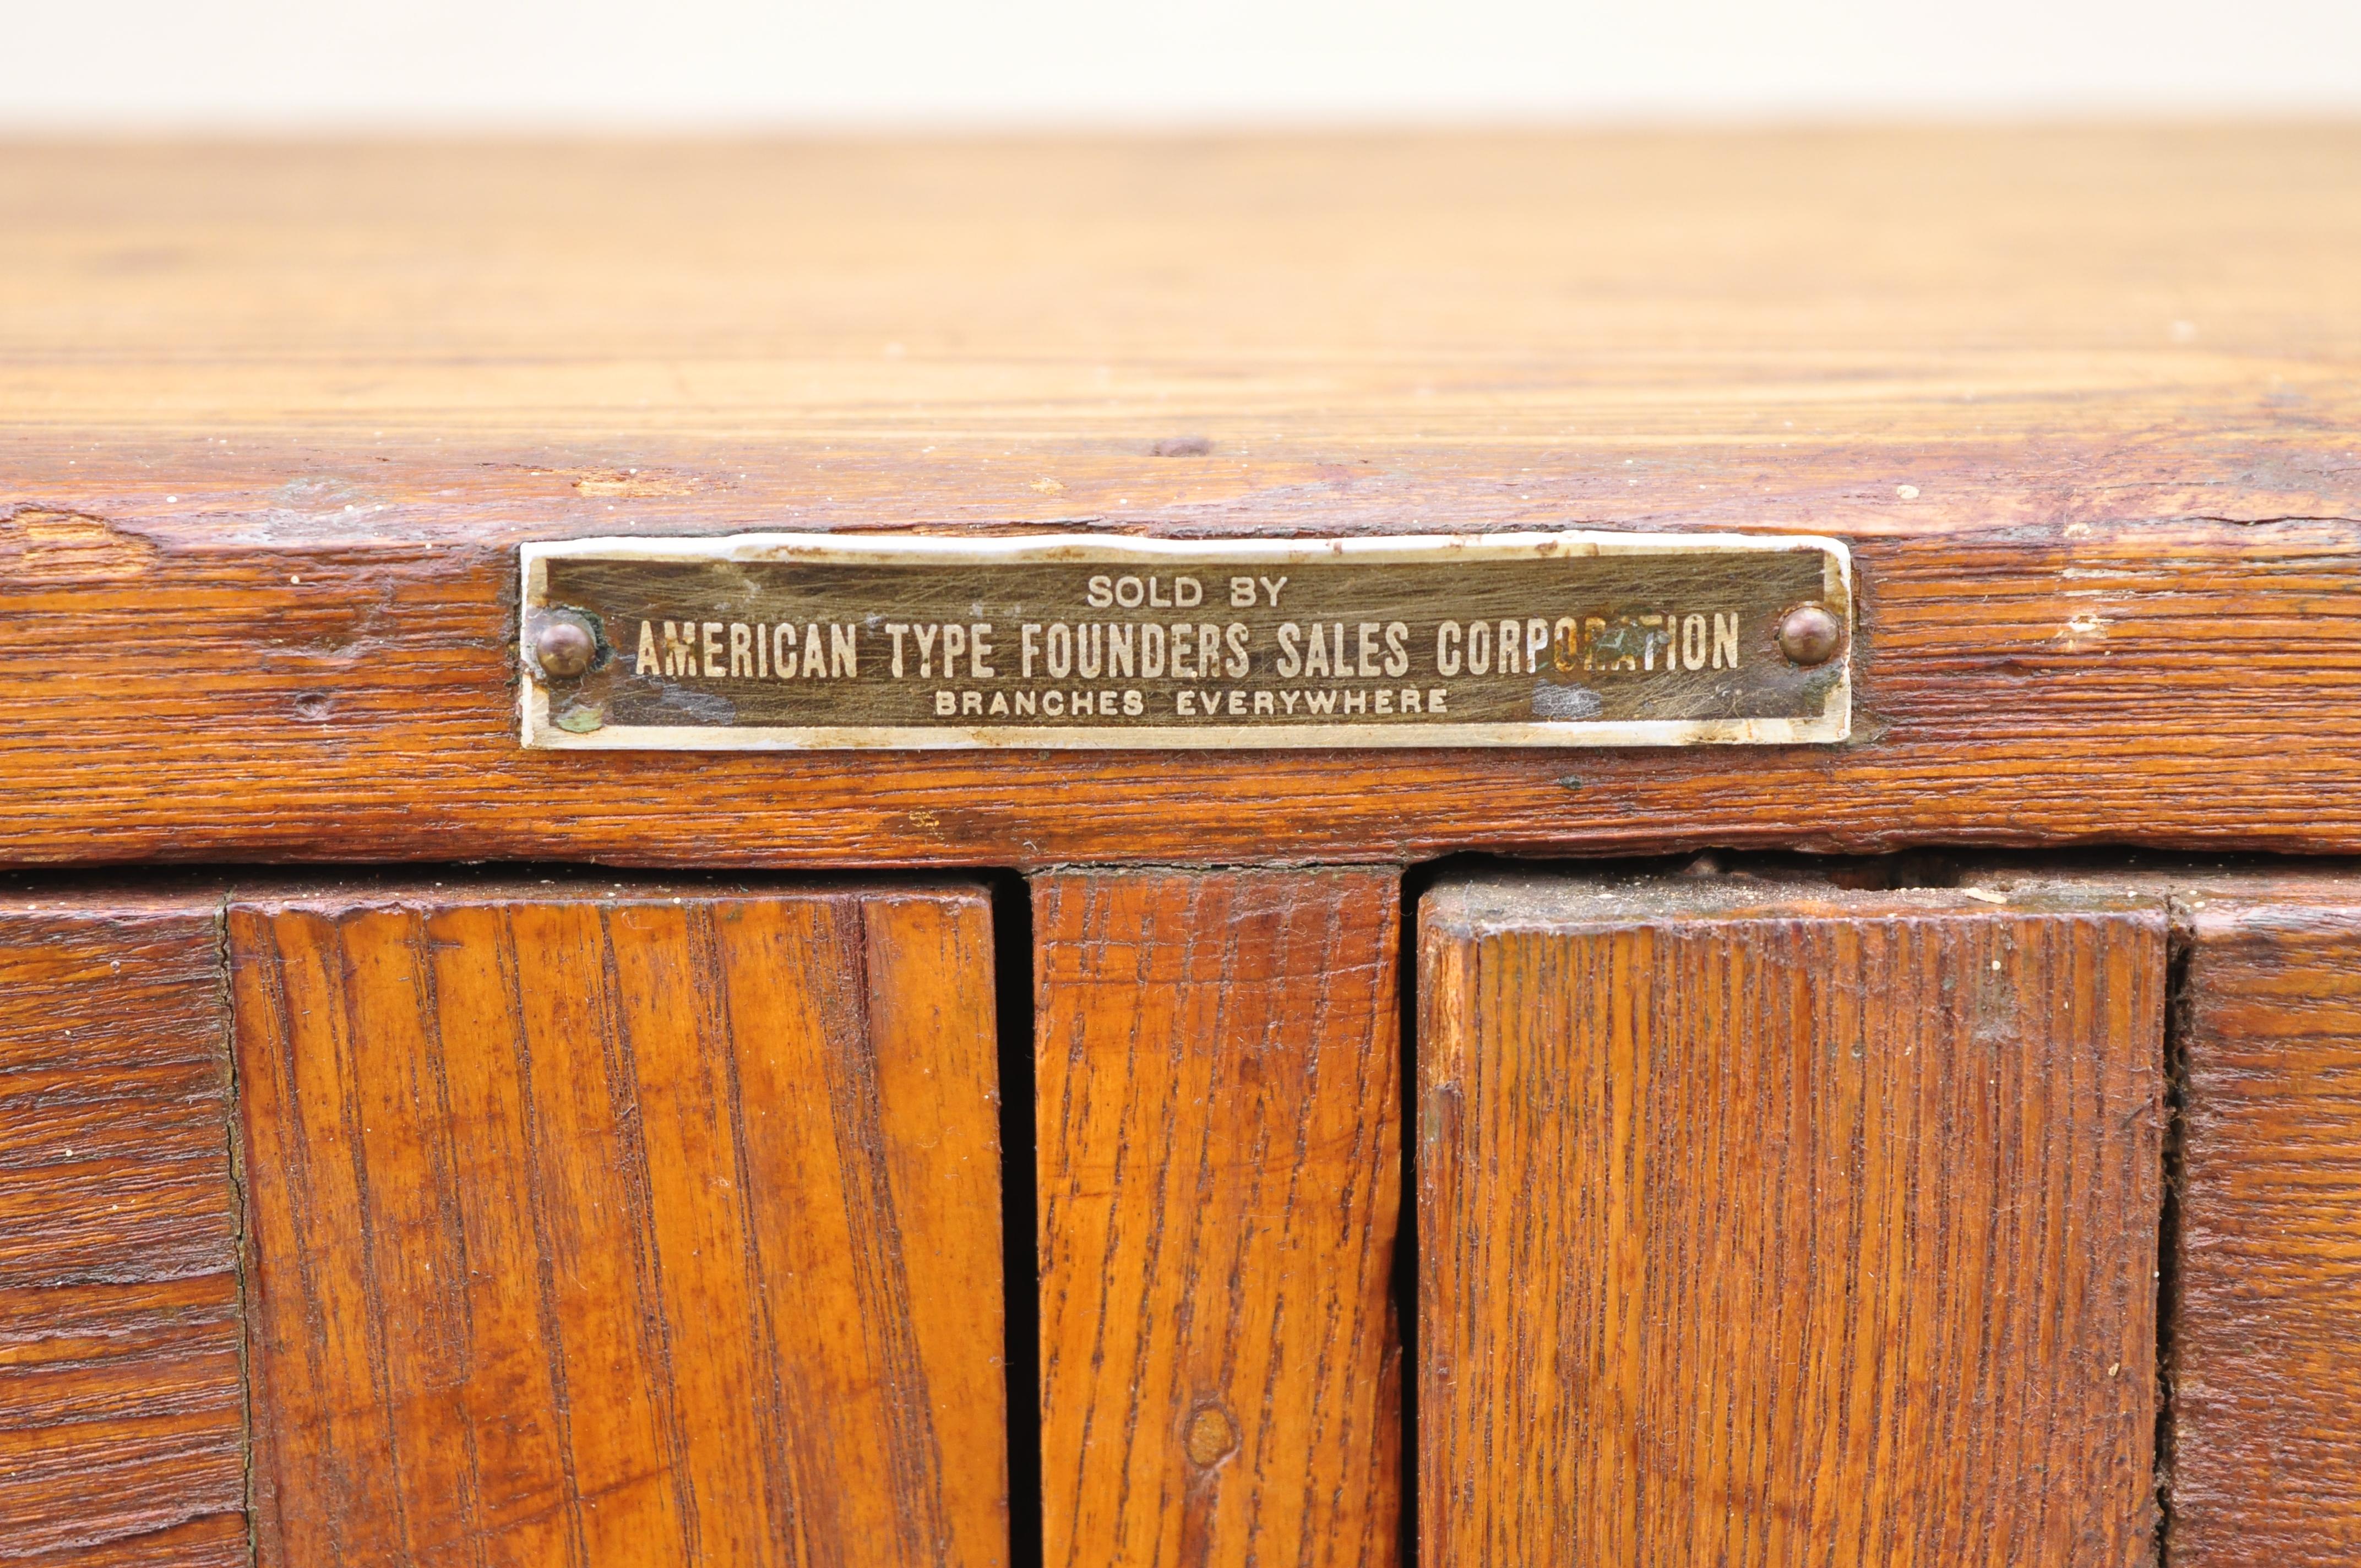 SOLD BY
AMERICAN TYPE FOUNDERS SALES CORPORATION
BRANCHES EVERYWHERE